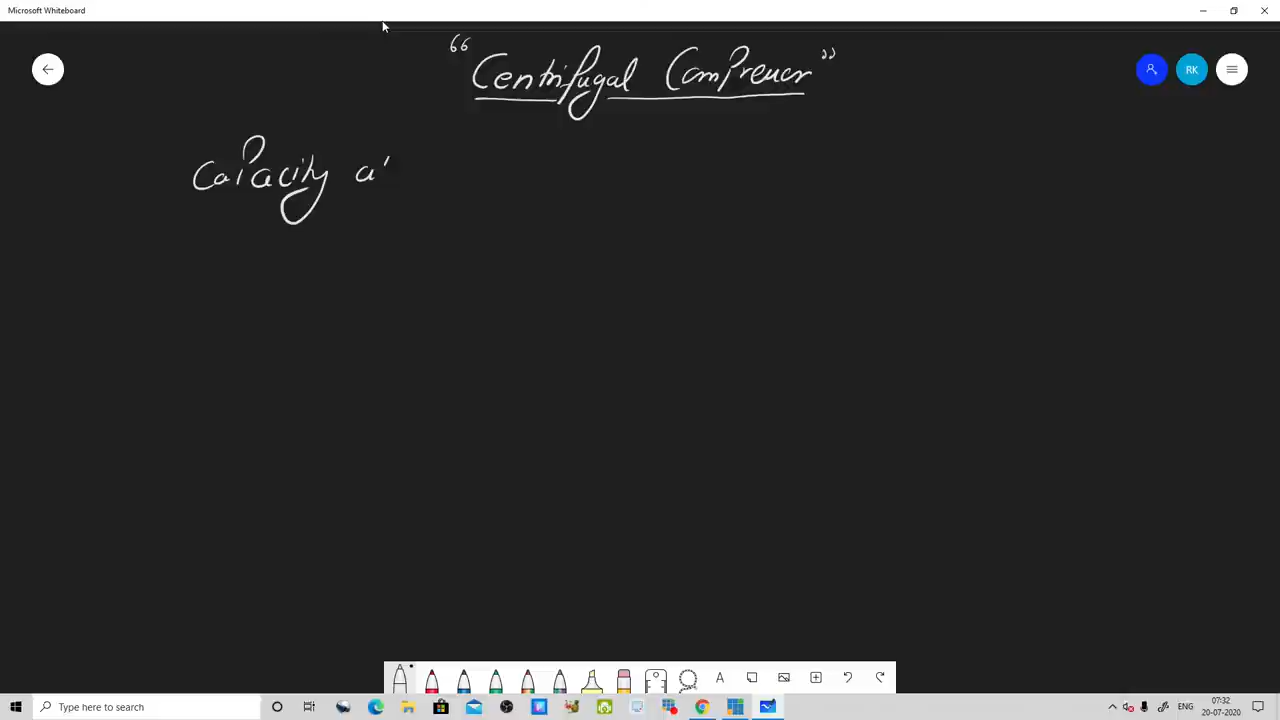 Microsoft Whiteboard
“Centrifugal Compressor”
RK
Capacity a
A
Type here to search
ENG
07:32
20-07-2020